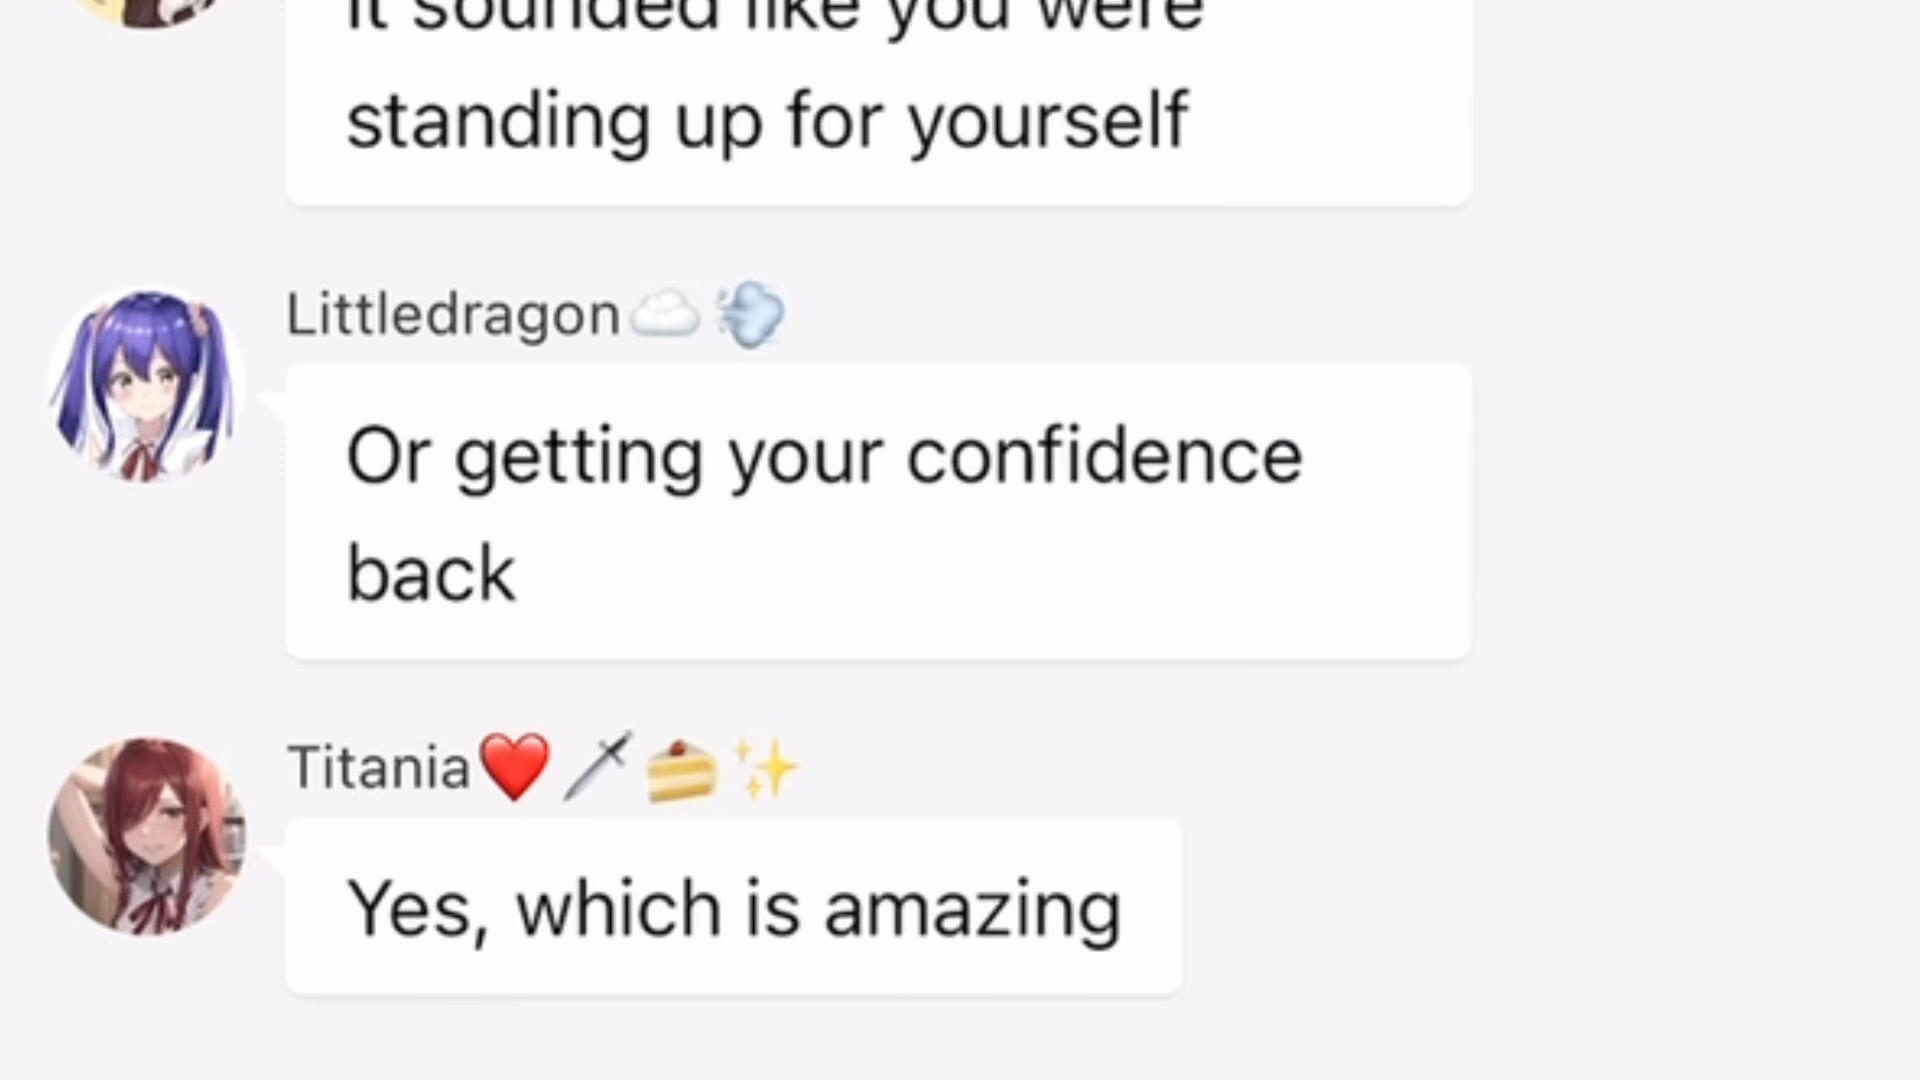 It sounded like you were
standing up for yourself
Littledragon☁️💨
Or getting your confidence
back
Titania❤️🗡️🍰✨
Yes, which is amazing